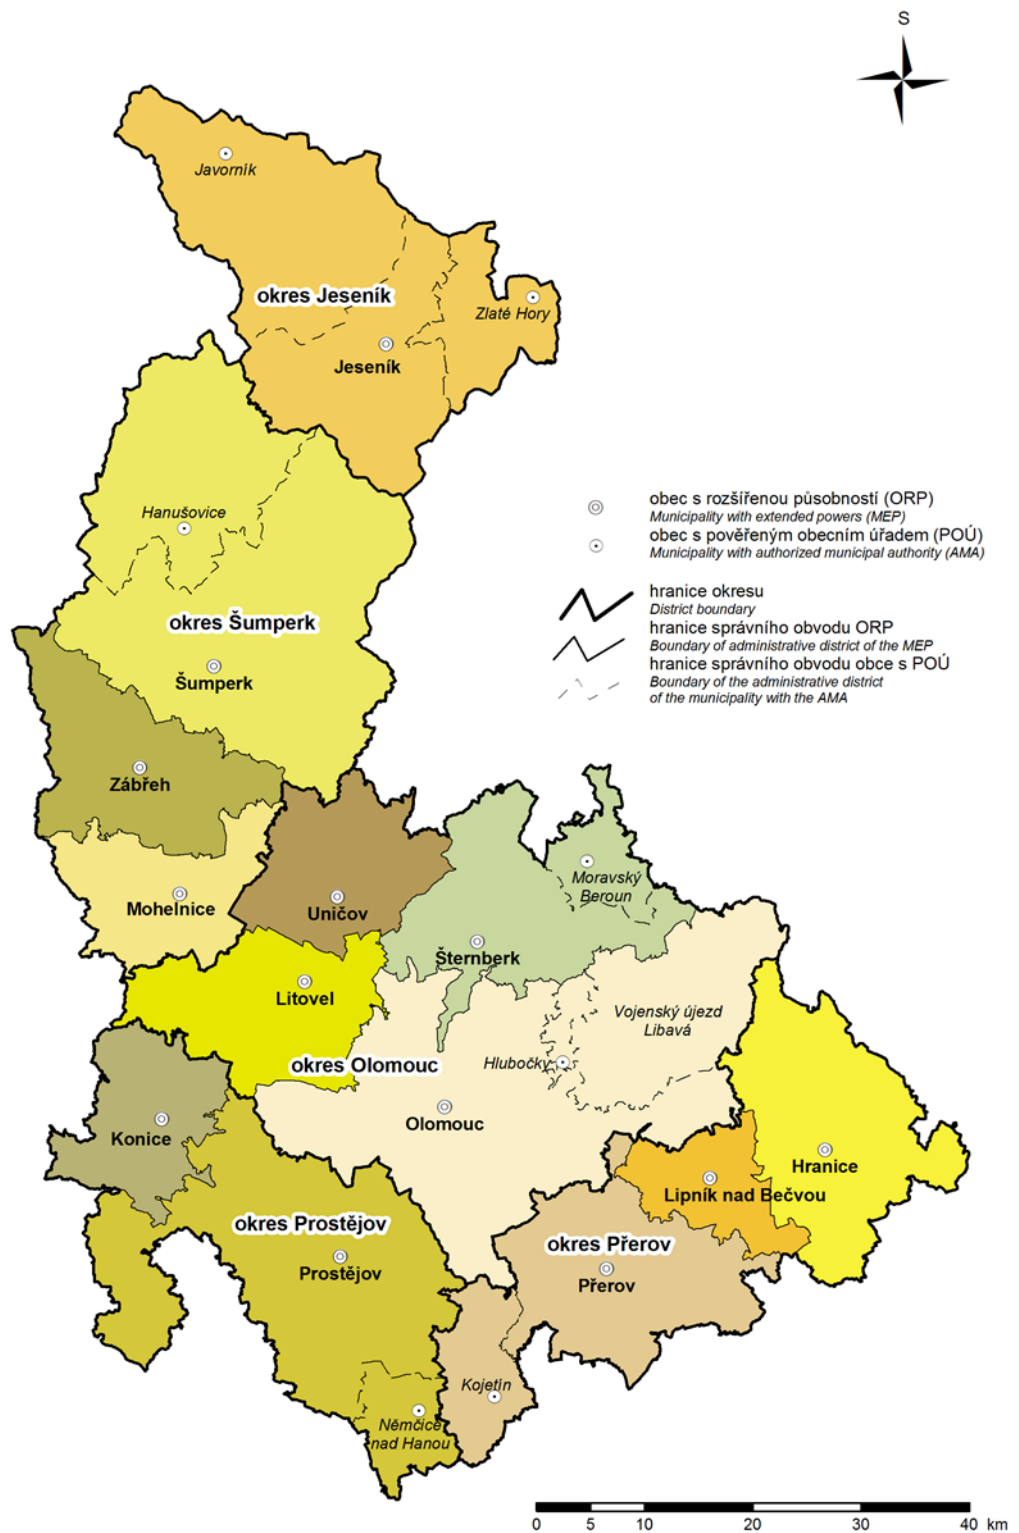 S
Javorník
okres Jeseník
Zlaté Hory
Jeseník
Hanušovice
obec s rozšířenou působností (ORP)
Municipality with extended powers (MEP)
obec s pověřeným obecním úřadem (POÚ)
Municipality with authorized municipal authority (AMA)
hranice okresu
District boundary
hranice správního obvodu ORP
Boundary of administrative district of the MEP
hranice správního obvodu obce s POÚ
Boundary of the administrative district
of the municipality with the AMA
okres Šumperk
Šumperk
Zábřeh
Moravský
Beroun
Mohelnice
Uničov
Šternberk
Litovel
Vojenský újezd
Libavá
okres Olomouc
Hlubočky
Olomouc
Konice
Hranice
Lipník nad Bečvou
okres Prostějov
okres Přerov
Prostějov
Přerov
Kojetín
Němčice
nad Hanou
0 5 10 20 30 40 km